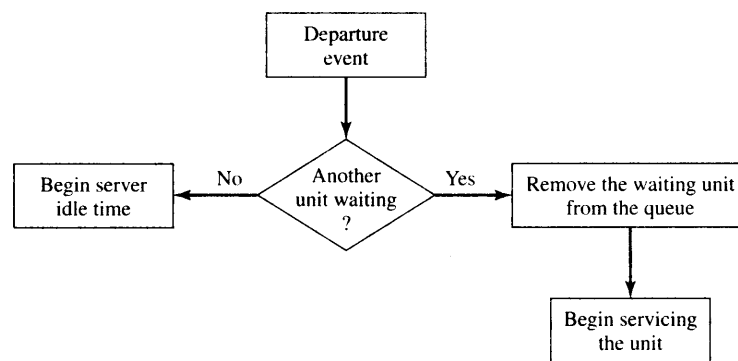 Departure
event
No
Another
unit waiting
?
Yes
Begin server
idle time
Remove the waiting unit
from the queue
Begin servicing
the unit